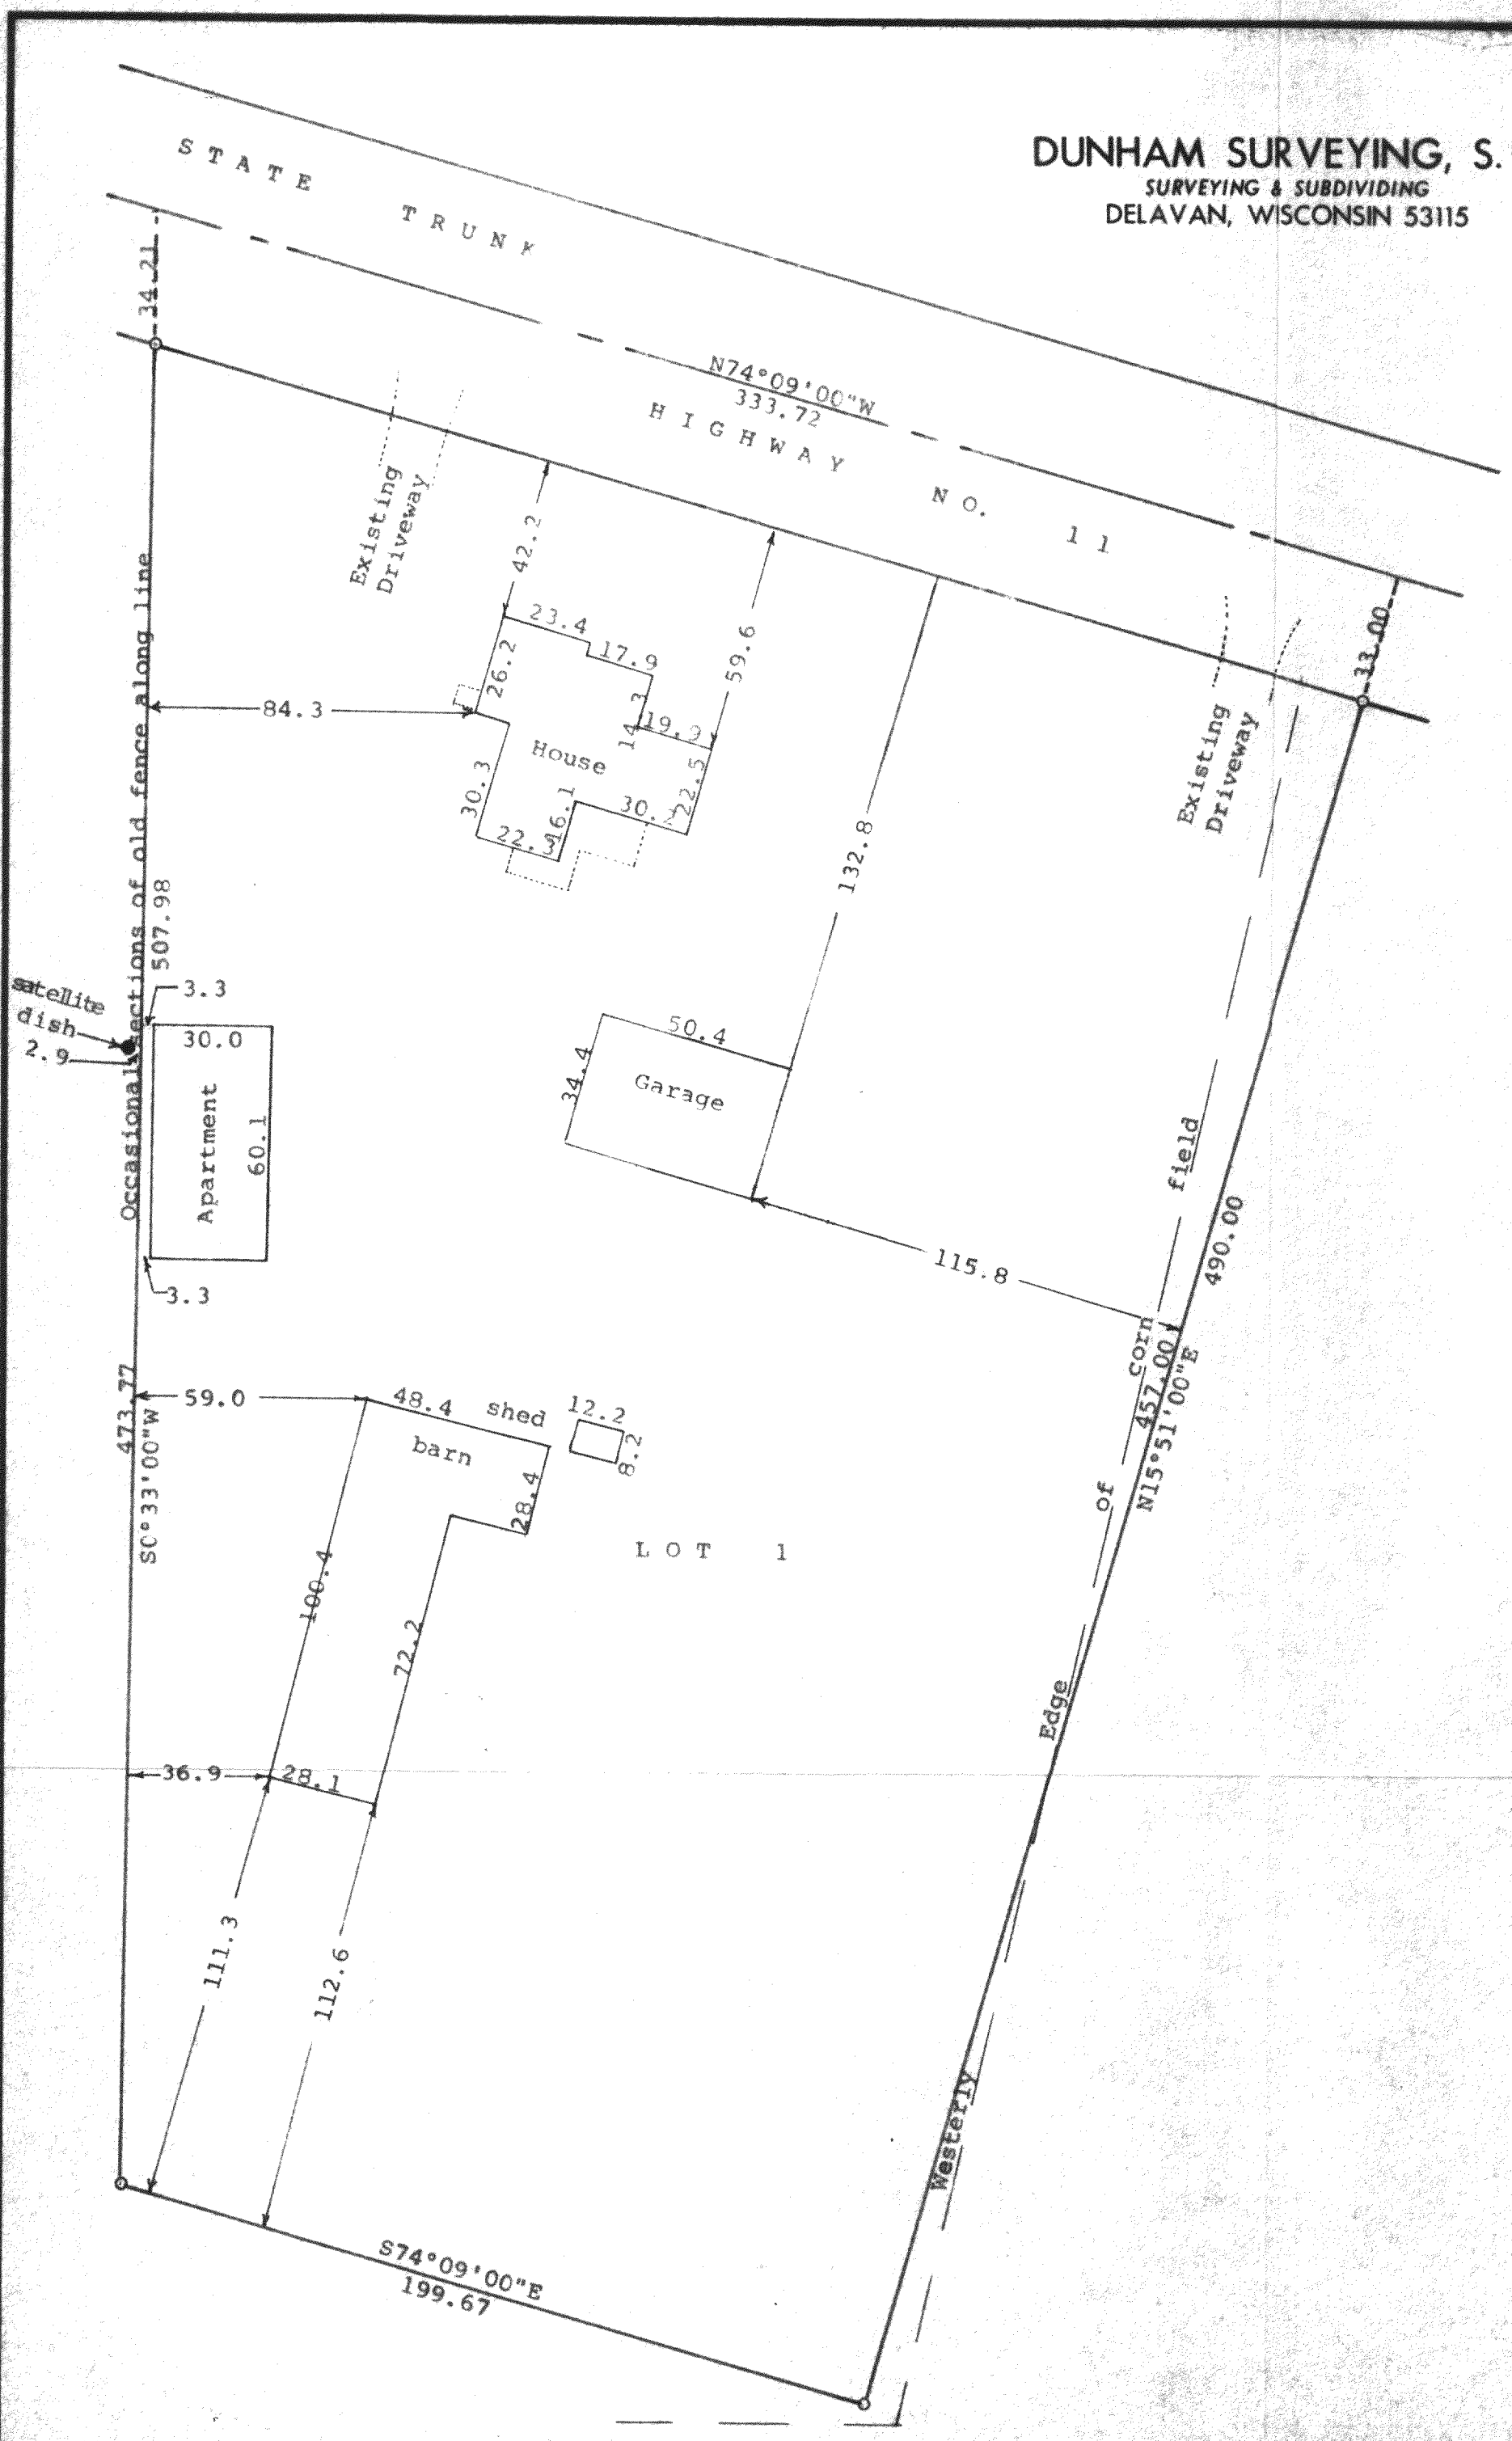 DUNHAM SURVEYING, S.
SURVEYING & SUBDIVIDING
DELAVAN, WISCONSIN 53115
STATE TRUNK
HIGHWAY NO. 11
34.21
N74°09'00"W
333.72
33.00
Existing
Driveway
42.2
59.6
23.4
17.9
26.2
14.3
19.9
22.5
84.3
House
30.3
16.1
30.2
22.3
132.8
Existing
Driveway
Occasional sections of old fence along line
507.98
satellite
dish
2.9
3.3
30.0
Apartment
60.1
3.3
50.4
34.4
Garage
115.8
490.00
457.00
N15°51'00"E
Westerly Edge of corn field
473.77
S0°33'00"W
59.0
48.4
shed
12.2
8.2
barn
28.4
100.4
72.2
LOT 1
36.9
28.1
111.3
112.6
S74°09'00"E
199.67